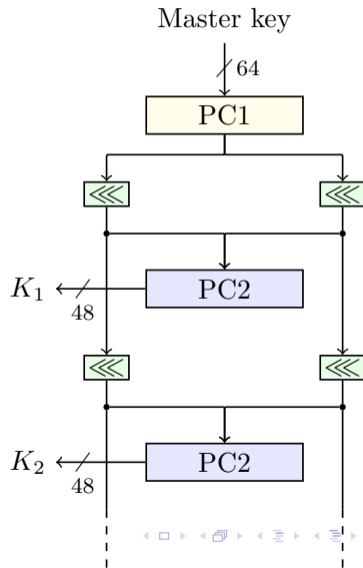 Master key
64
PC1
⋘ ⋘
K₁ PC2
48
⋘ ⋘
K₂ PC2
48